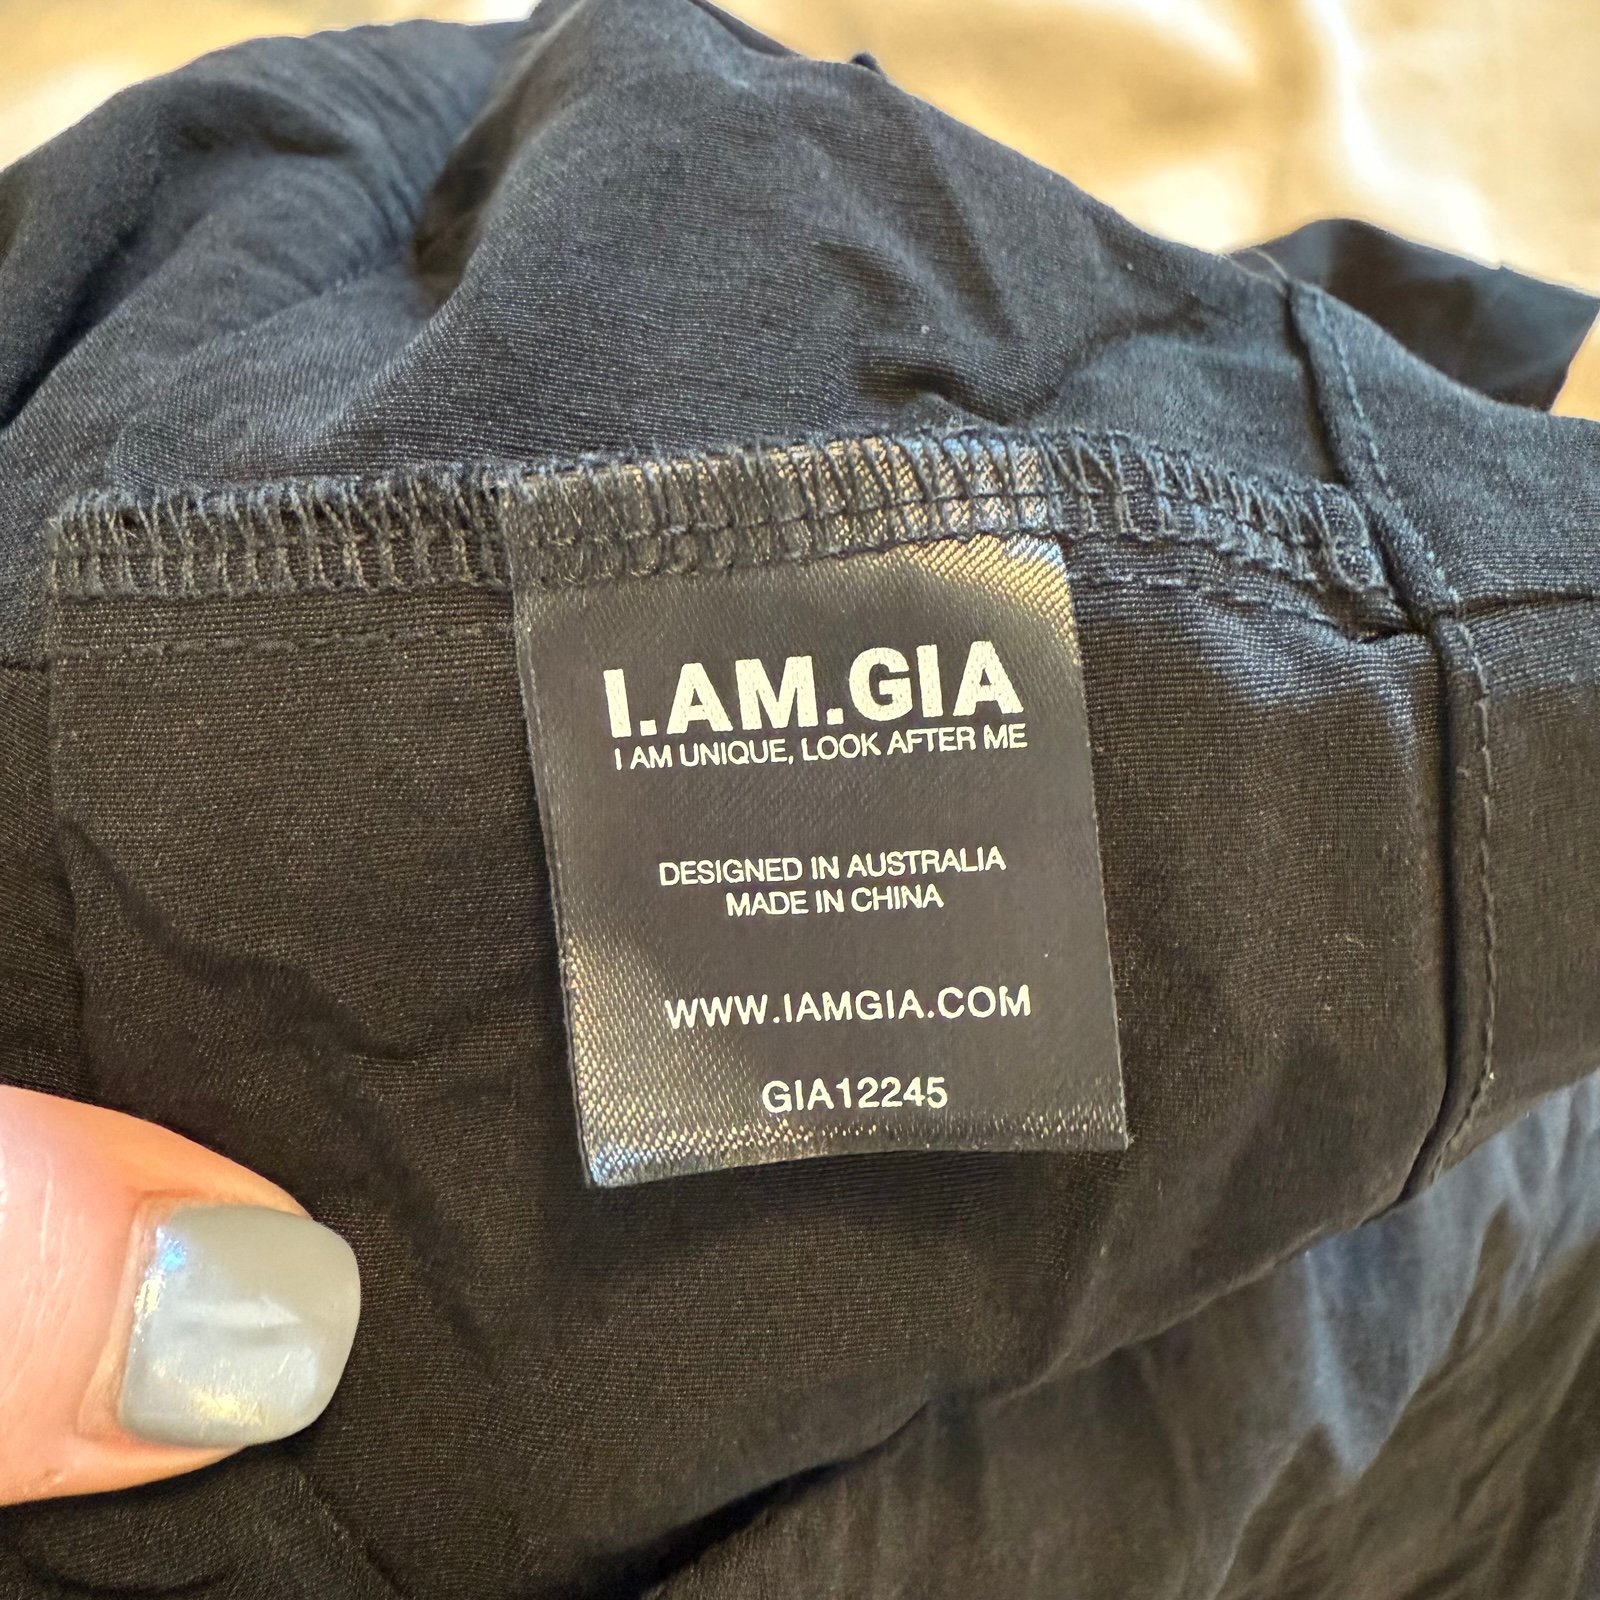 I.AM.GIA
I AM UNIQUE, LOOK AFTER ME
DESIGNED IN AUSTRALIA
MADE IN CHINA
WWW.IAMGIA.COM
GIA12245